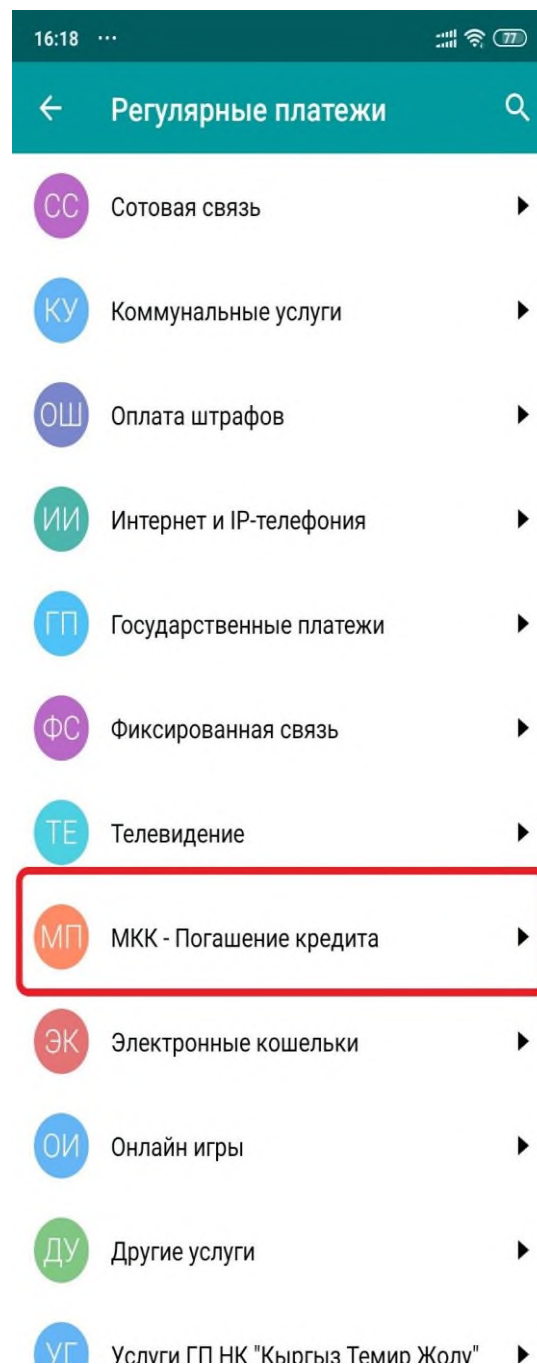 16:18 ...
77
Регулярные платежи
СС Сотовая связь
КУ Коммунальные услуги
ОШ Оплата штрафов
ИИ Интернет и IP-телефония
ГП Государственные платежи
ФС Фиксированная связь
ТЕ Телевидение
МП МКК - Погашение кредита
ЭК Электронные кошельки
ОИ Онлайн игры
ДУ Другие услуги
УГ Услуги ГП НК "Кыргыз Темир Жолу"